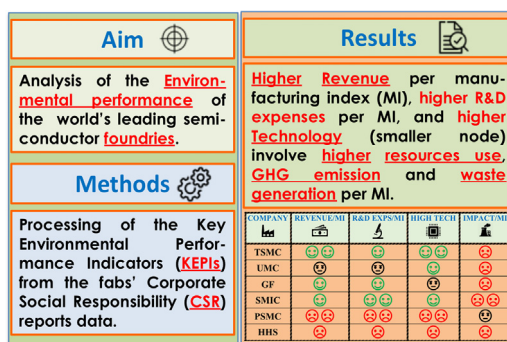 Aim
Analysis of the Environ-
mental performance of
the world's leading semi-
conductor foundries.
Methods
Processing of the Key
Environmental Perfor-
mance Indicators (KEPIs)
from the fabs' Corporate
Social Responsibility (CSR)
reports data.
Results
Higher Revenue per manu-
facturing index (MI), higher R&D
expenses per MI, and higher
Technology (smaller node)
involve higher resources use,
GHG emission and waste
generation per MI.
COMPANY REVENUE/MI R&D EXPS/MI HIGH TECH IMPACT/MI
TSMC
UMC
GF
SMIC
PSMC
HHS